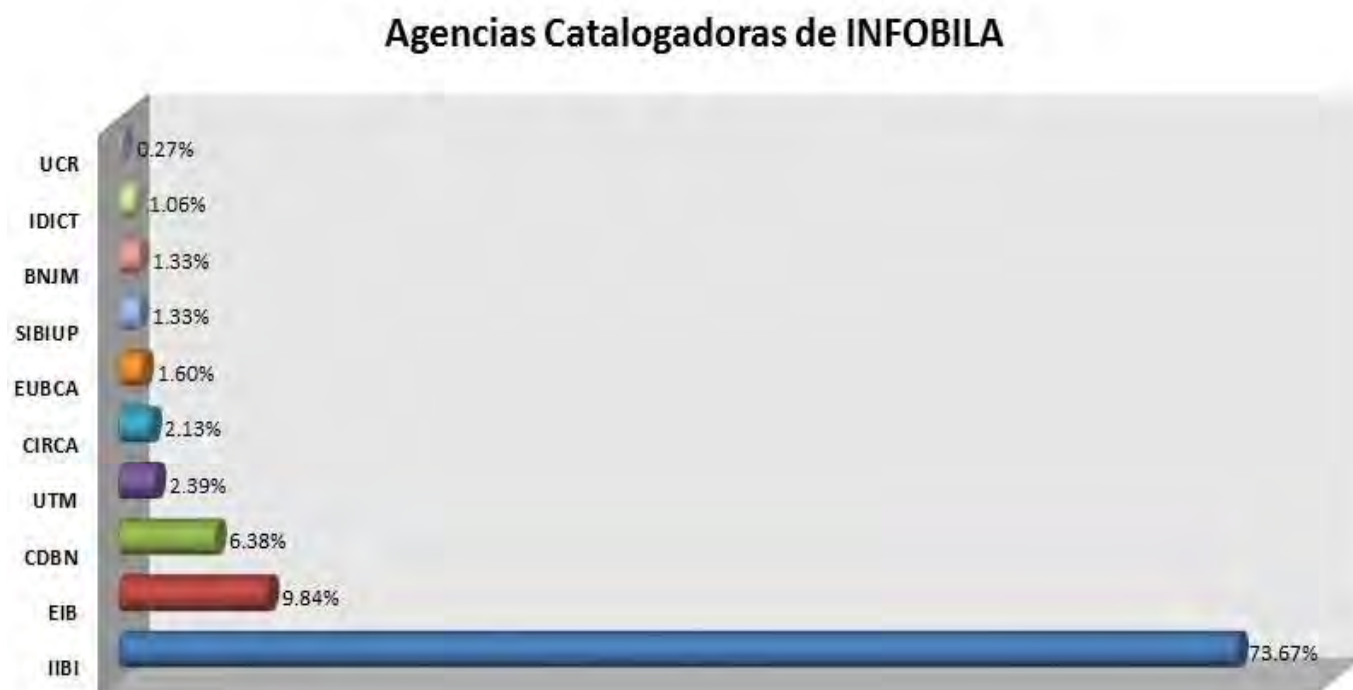 Agencias Catalogadoras de INFOBILA
UCR 0.27%
IDICT 1.06%
BNJM 1.33%
SIBIUP 1.33%
EUBCA 1.60%
CIRCA 2.13%
UTM 2.39%
CDBN 6.38%
EIB 9.84%
IIBI 73.67%